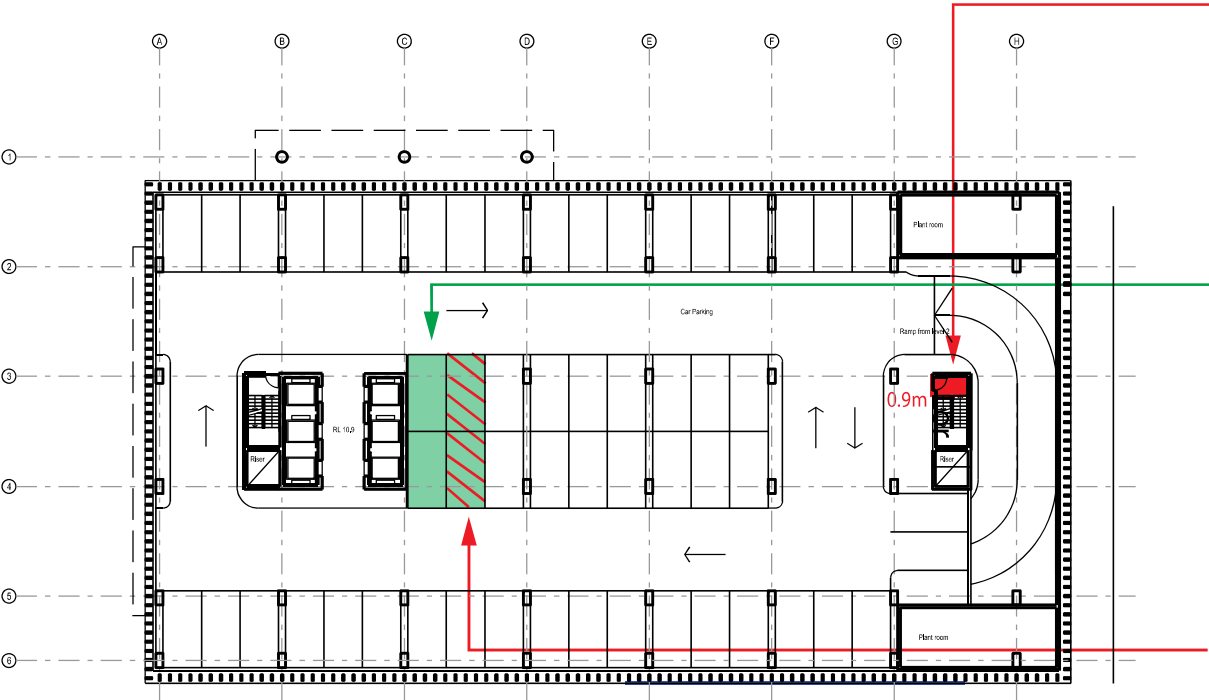 A B C D E F G H
1
Plant room
2
Car Parking
Ramp from level 2
3
0.9m
RL 10.9
Riser
Riser
4
5
Plant room
6